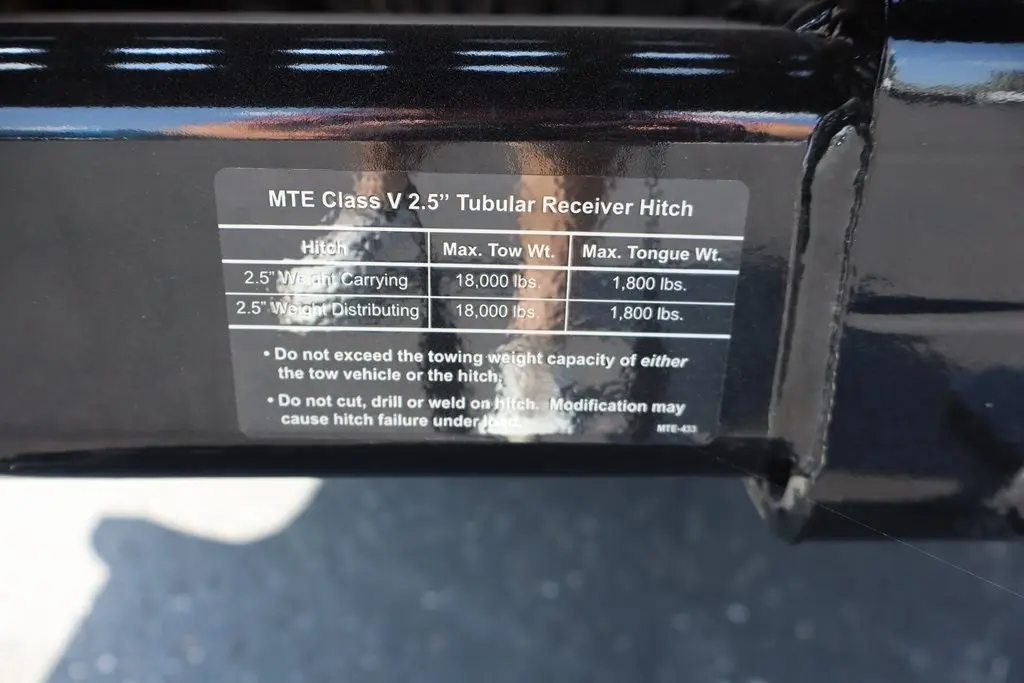 MTE Class V 2.5” Tubular Receiver Hitch
Hitch Max. Tow Wt. Max. Tongue Wt.
2.5” Weight Carrying 18,000 lbs. 1,800 lbs.
2.5” Weight Distributing 18,000 lbs. 1,800 lbs.
• Do not exceed the towing weight capacity of either
the tow vehicle or the hitch.
• Do not cut, drill or weld on hitch. Modification may
cause hitch failure under load.
MTE-433